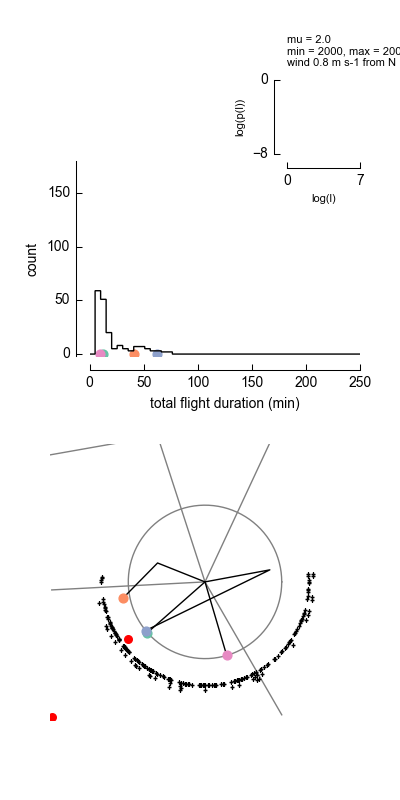 mu = 2.0
min = 2000, max = 200
wind 0.8 m s-1 from N
0
log(p(l))
−8
0 7
log(l)
150
100
count
50
0
0 50 100 150 200 250
total flight duration (min)